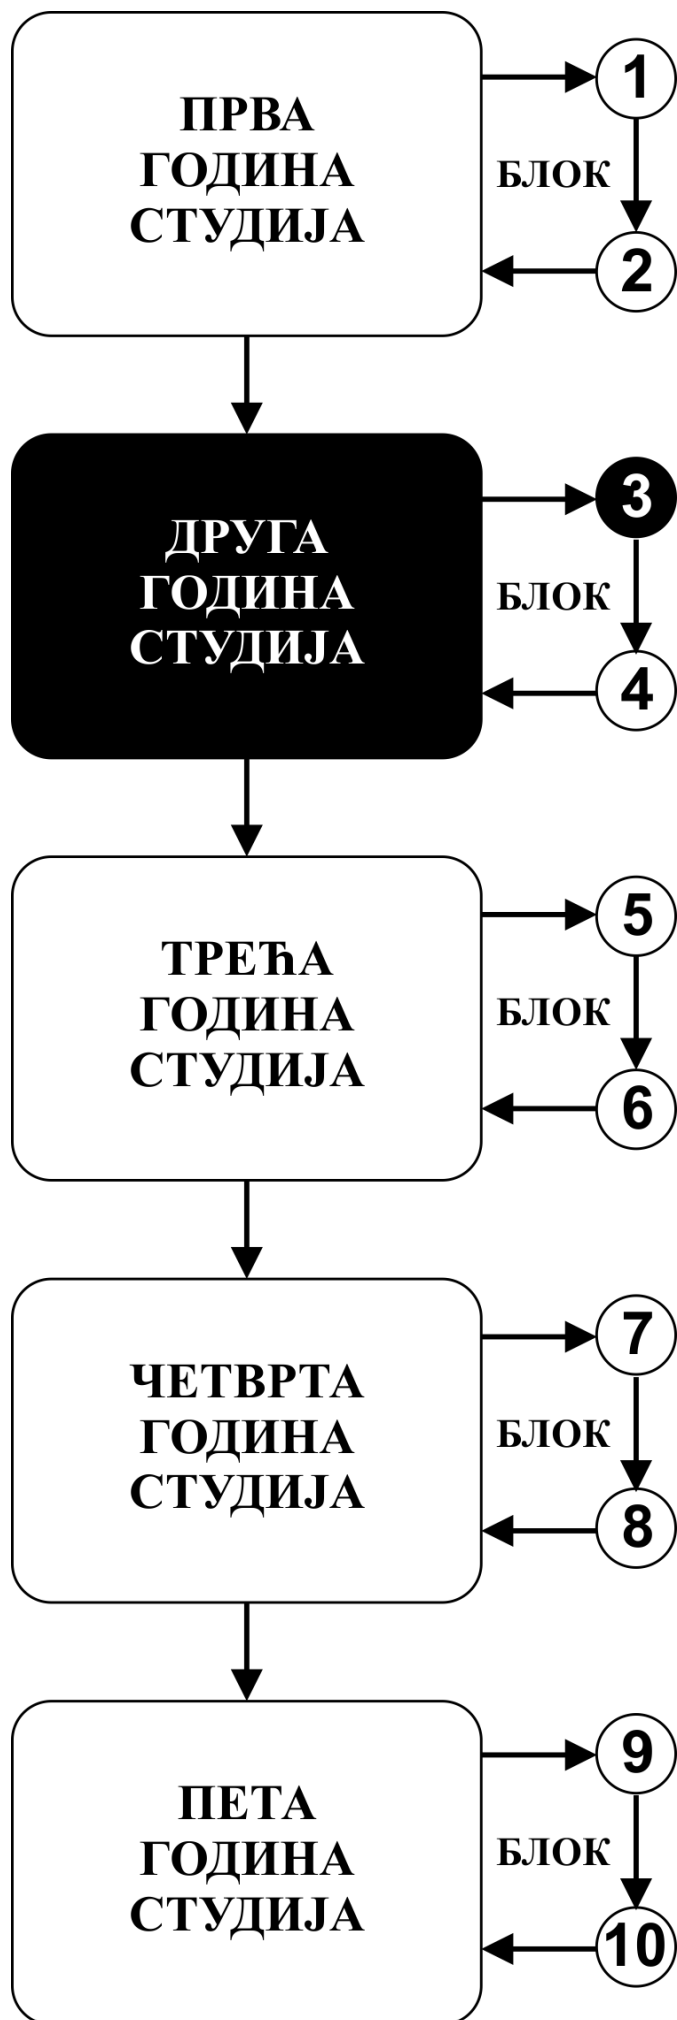 ПРВА
ГОДИНА
СТУДИЈА
1
БЛОК
2
ДРУГА
ГОДИНА
СТУДИЈА
3
БЛОК
4
ТРЕЋА
ГОДИНА
СТУДИЈА
5
БЛОК
6
ЧЕТВРТА
ГОДИНА
СТУДИЈА
7
БЛОК
8
ПЕТА
ГОДИНА
СТУДИЈА
9
БЛОК
10